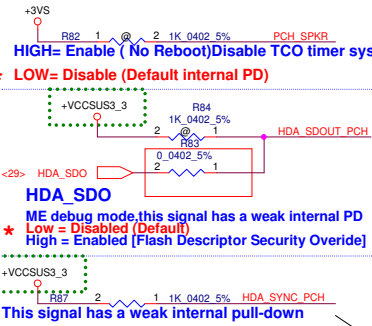 +3VS
R82 1 @ 2 1K_0402_5% PCH_SPKR
HIGH= Enable ( No Reboot)Disable TCO timer sys
* LOW= Disable (Default internal PD)
+VCCSUS3_3
R84
1K_0402_5%
2 @ 1 HDA_SDOUT_PCH
R83
0_0402_5%
<29> HDA_SDO 2 1
HDA_SDO
ME debug mode,this signal has a weak internal PD
* Low = Disabled (Default)
High = Enabled [Flash Descriptor Security Overide]
+VCCSUS3_3
R87 2 1 1K_0402_5% HDA_SYNC_PCH
This signal has a weak internal pull-down